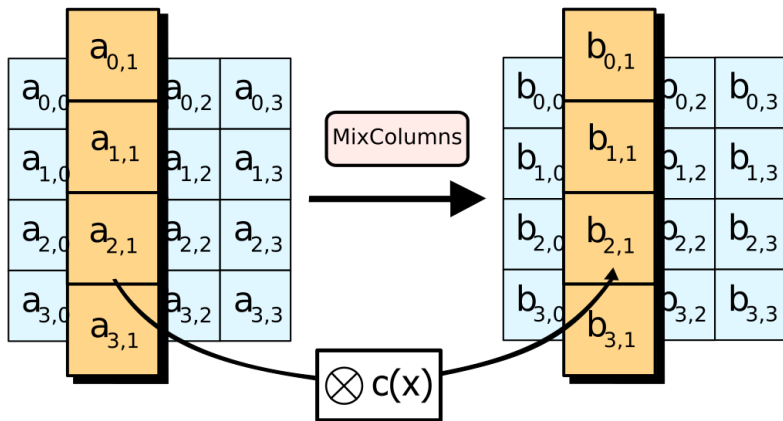 a0,0 a0,1 a0,2 a0,3
a1,0 a1,1 a1,2 a1,3
a2,0 a2,1 a2,2 a2,3
a3,0 a3,1 a3,2 a3,3
MixColumns
b0,0 b0,1 b0,2 b0,3
b1,0 b1,1 b1,2 b1,3
b2,0 b2,1 b2,2 b2,3
b3,0 b3,1 b3,2 b3,3
⊗ c(x)